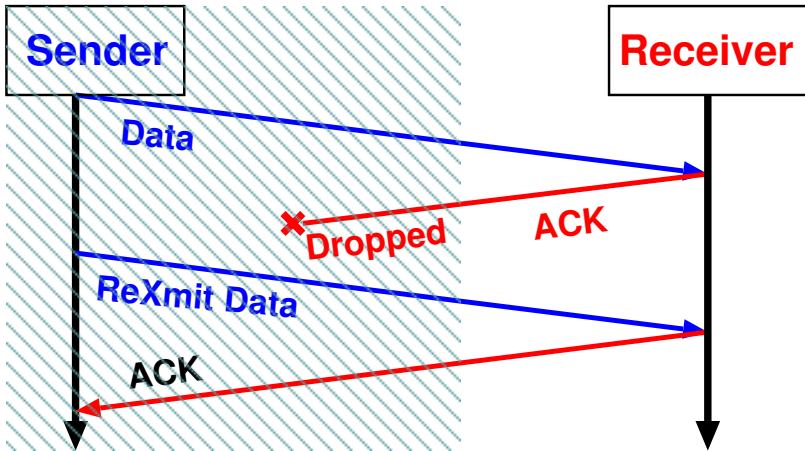 Sender
Receiver
Data
ACK
Dropped
ReXmit Data
ACK